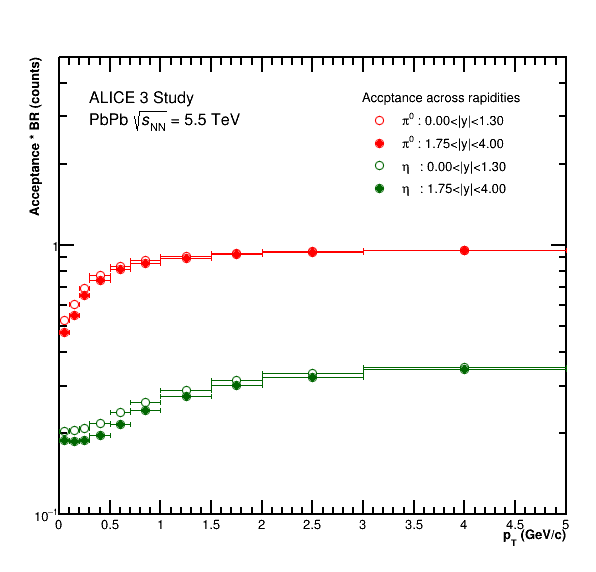 Acceptance * BR (counts)
ALICE 3 Study
PbPb √sNN = 5.5 TeV
Accptance across rapidities
π0 : 0.00<|y|<1.30
π0 : 1.75<|y|<4.00
η : 0.00<|y|<1.30
η : 1.75<|y|<4.00
1
10−1
0 0.5 1 1.5 2 2.5 3 3.5 4 4.5 5
pT (GeV/c)